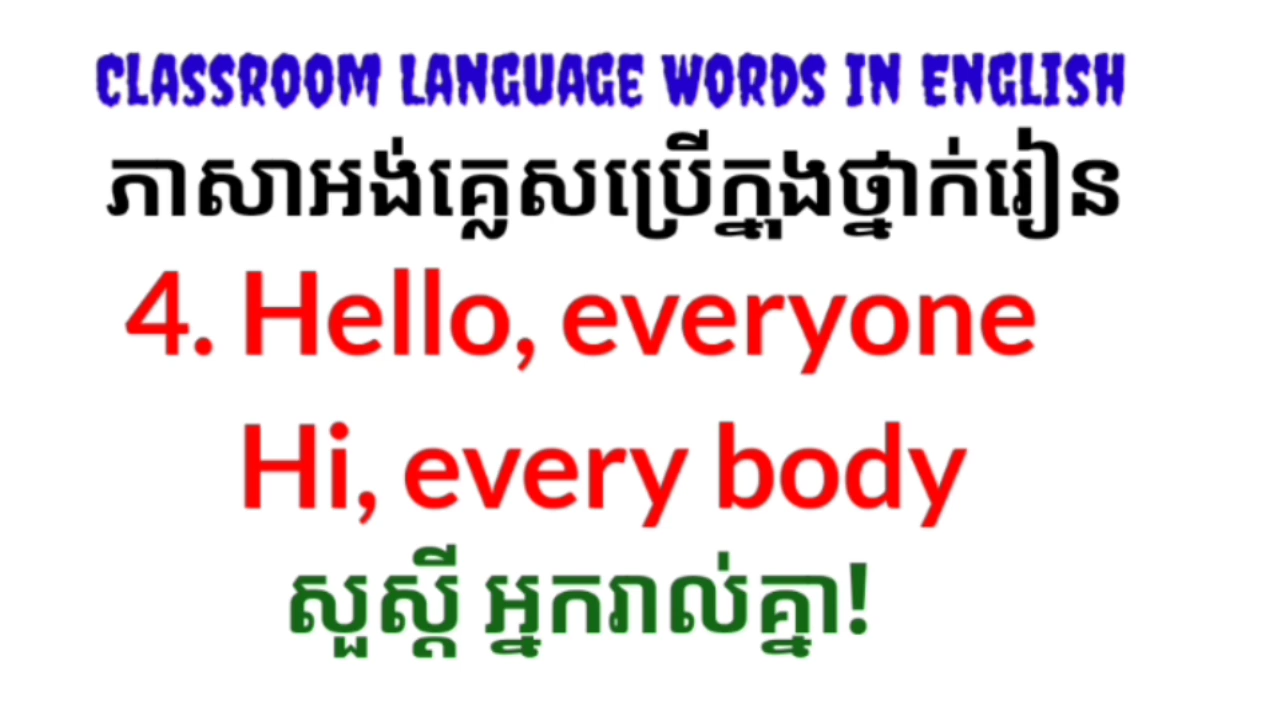 CLASSROOM LANGUAGE WORDS IN ENGLISH
ភាសាអង់គ្លេសប្រើក្នុងថ្នាក់រៀន
4. Hello, everyone
Hi, every body
សួស្តី អ្នករាល់គ្នា!